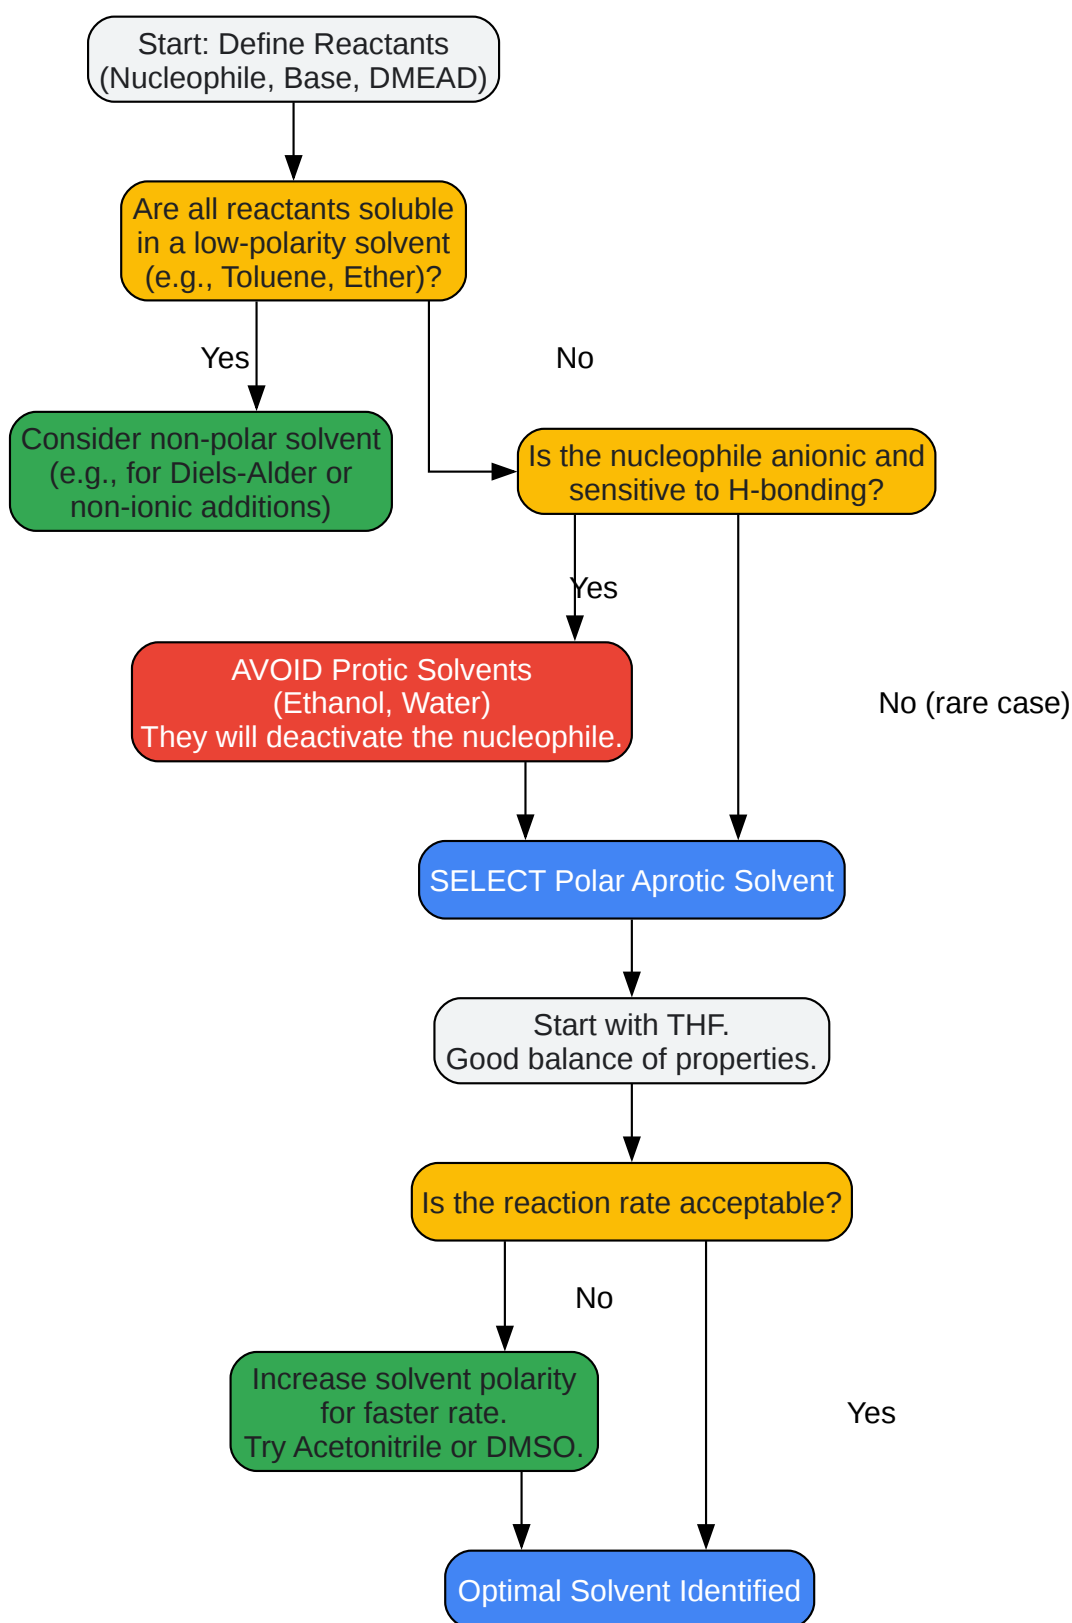 Start: Define Reactants
(Nucleophile, Base, DMEAD)
Are all reactants soluble
in a low-polarity solvent
(e.g., Toluene, Ether)?
Yes
No
Consider non-polar solvent
(e.g., for Diels-Alder or
non-ionic additions)
Is the nucleophile anionic and
sensitive to H-bonding?
Yes
No (rare case)
AVOID Protic Solvents
(Ethanol, Water)
They will deactivate the nucleophile.
SELECT Polar Aprotic Solvent
Start with THF.
Good balance of properties.
Is the reaction rate acceptable?
No
Yes
Increase solvent polarity
for faster rate.
Try Acetonitrile or DMSO.
Optimal Solvent Identified